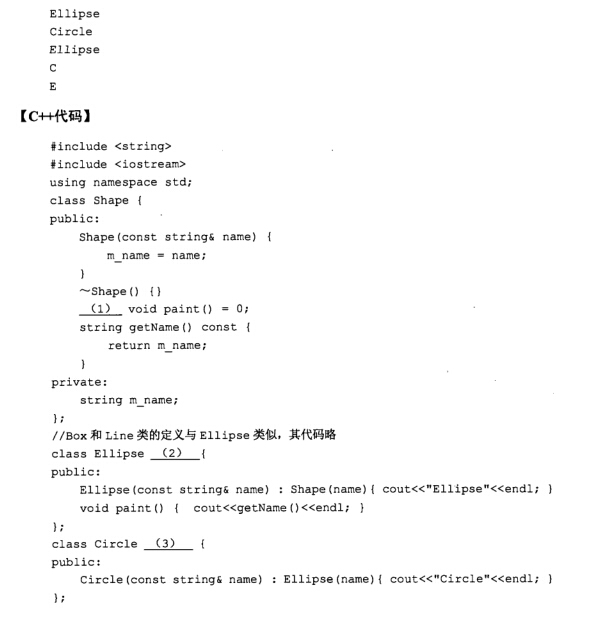 Ellipse
Circle
Ellipse
C
E
【C++代码】
#include <string>
#include <iostream>
using namespace std;
class Shape {
public:
    Shape(const string& name) {
        m_name = name;
    }
    ～Shape() {}
    （1） void paint() = 0;
    string getName() const {
        return m_name;
    }
private:
    string m_name;
};
//Box 和 Line 类的定义与 Ellipse 类似，其代码略
class Ellipse （2） {
public:
    Ellipse(const string& name) : Shape(name){ cout<<"Ellipse"<<endl; }
    void paint() {  cout<<getName()<<endl; }
};
class Circle （3） {
public:
    Circle(const string& name) : Ellipse(name){ cout<<"Circle"<<endl; }
};